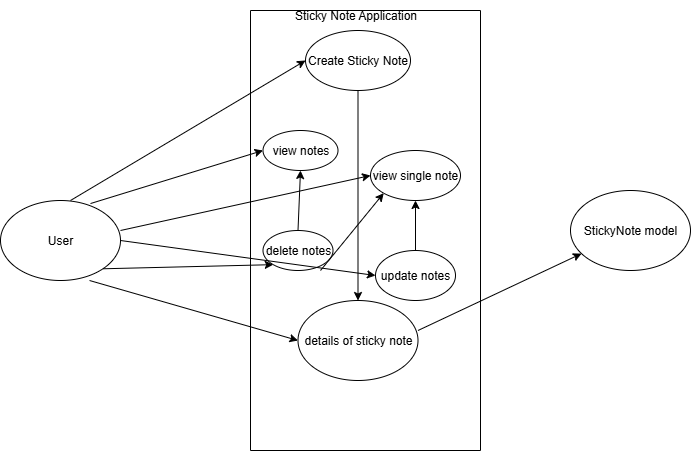 Sticky Note Application
Create Sticky Note
view notes
view single note
User
delete notes
StickyNote model
update notes
details of sticky note